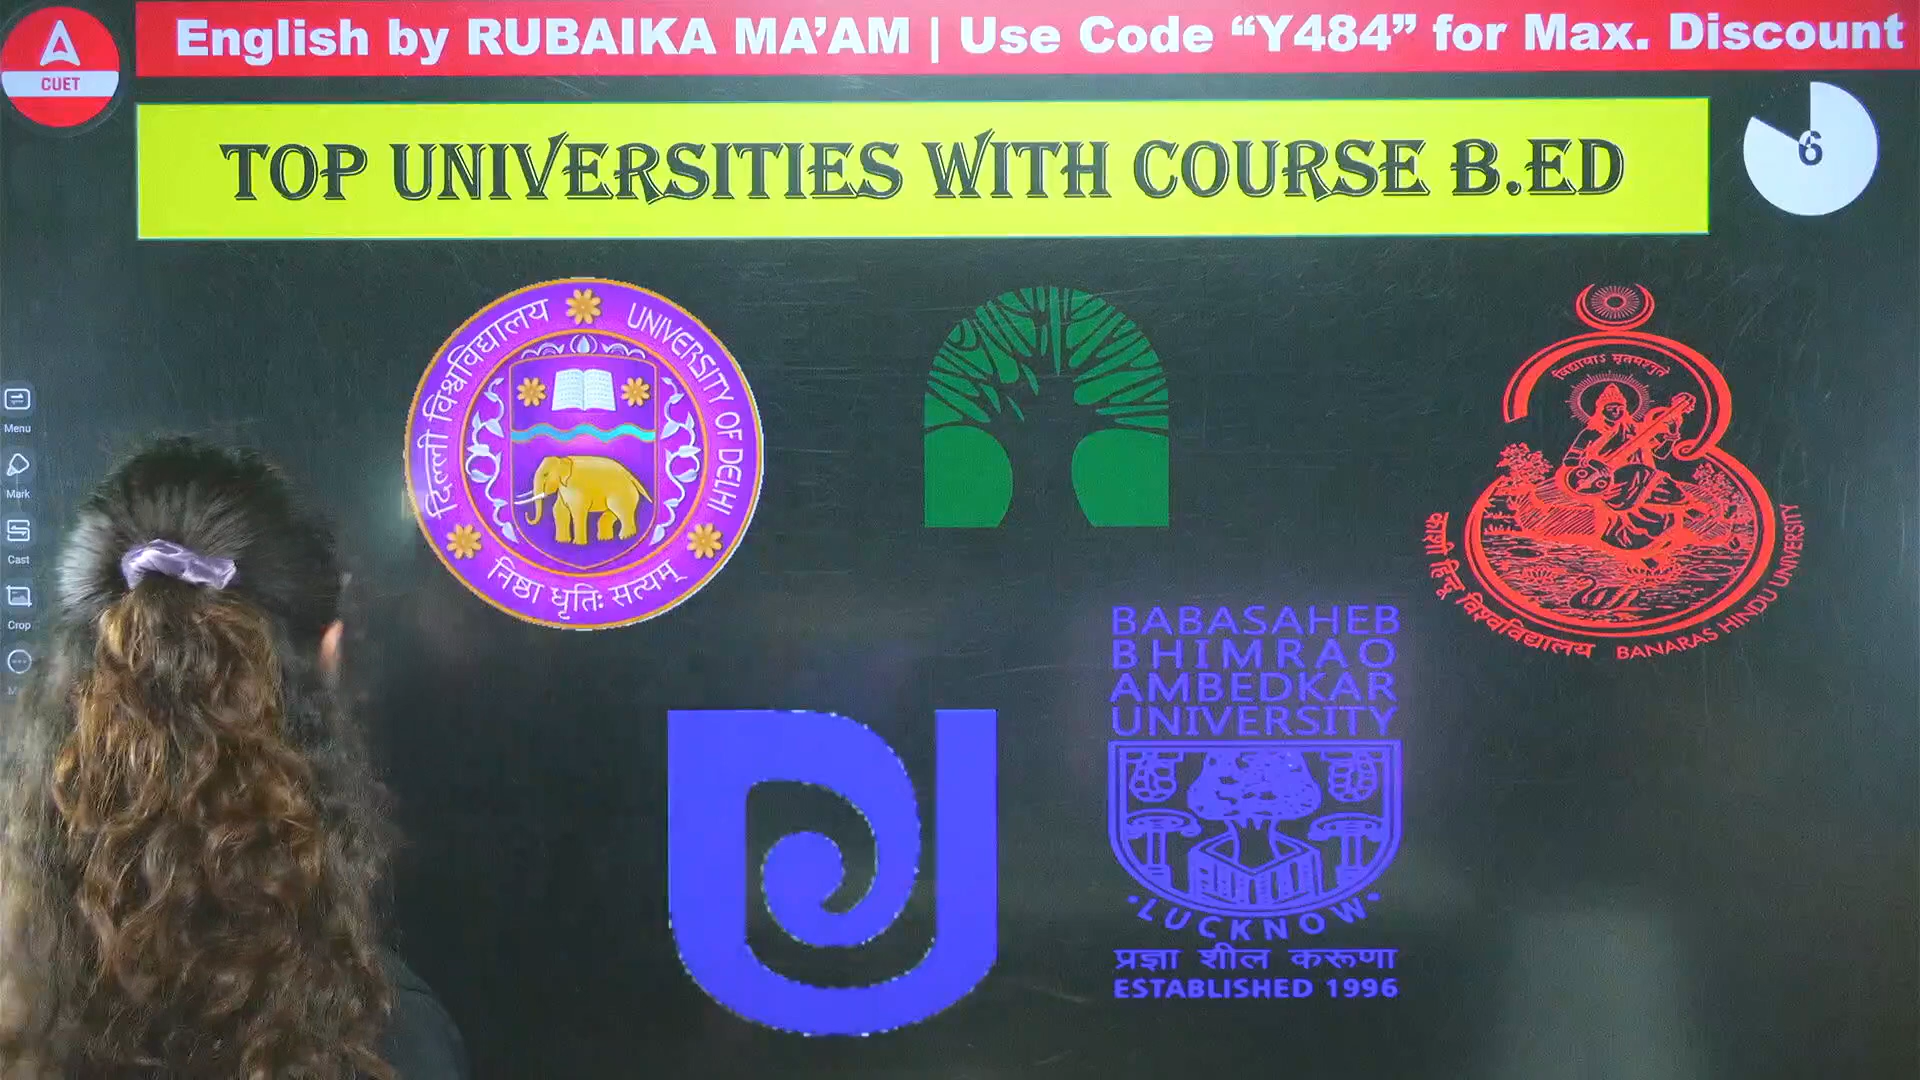 English by RUBAIKA MA’AM | Use Code “Y484” for Max. Discount
CUET
TOP UNIVERSITIES WITH COURSE B.ED
6
दिल्ली विश्वविद्यालय
UNIVERSITY OF DELHI
निष्ठा धृतिः सत्यम्
काशी हिन्दू विश्वविद्यालय
BANARAS HINDU UNIVERSITY
Menu
Mark
Cast
Crop
BABASAHEB
BHIMRAO
AMBEDKAR
UNIVERSITY
LUCKNOW
प्रज्ञा शील करूणा
ESTABLISHED 1996